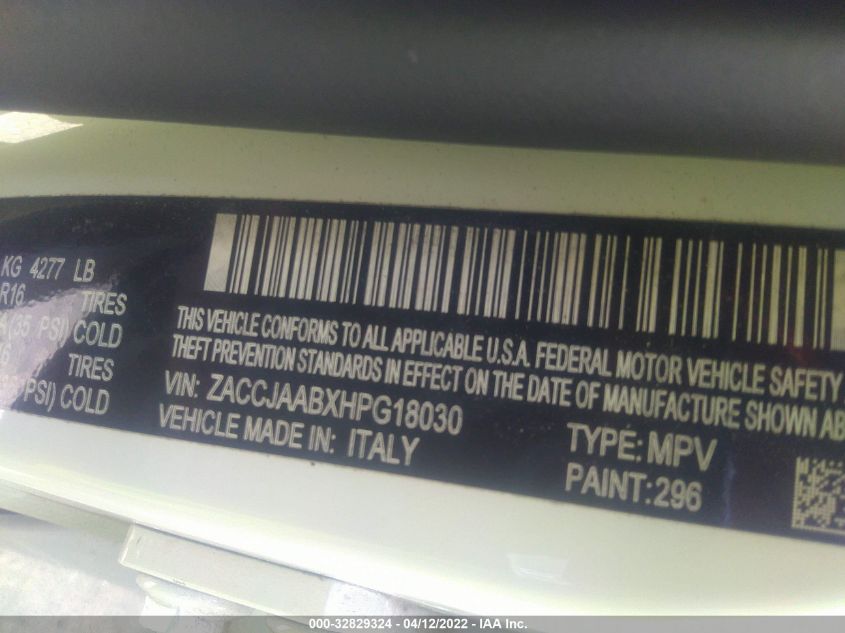 KG 4277 LB
R16 TIRES
(35 PSI) COLD
TIRES
PSI) COLD
THIS VEHICLE CONFORMS TO ALL APPLICABLE U.S.A. FEDERAL MOTOR VEHICLE SAFETY
THEFT PREVENTION STANDARDS IN EFFECT ON THE DATE OF MANUFACTURE SHOWN AB
VIN: ZACCJAABXHPG18030
TYPE: MPV
VEHICLE MADE IN: ITALY
PAINT: 296
000-32829324 - 04/12/2022 - IAA Inc.